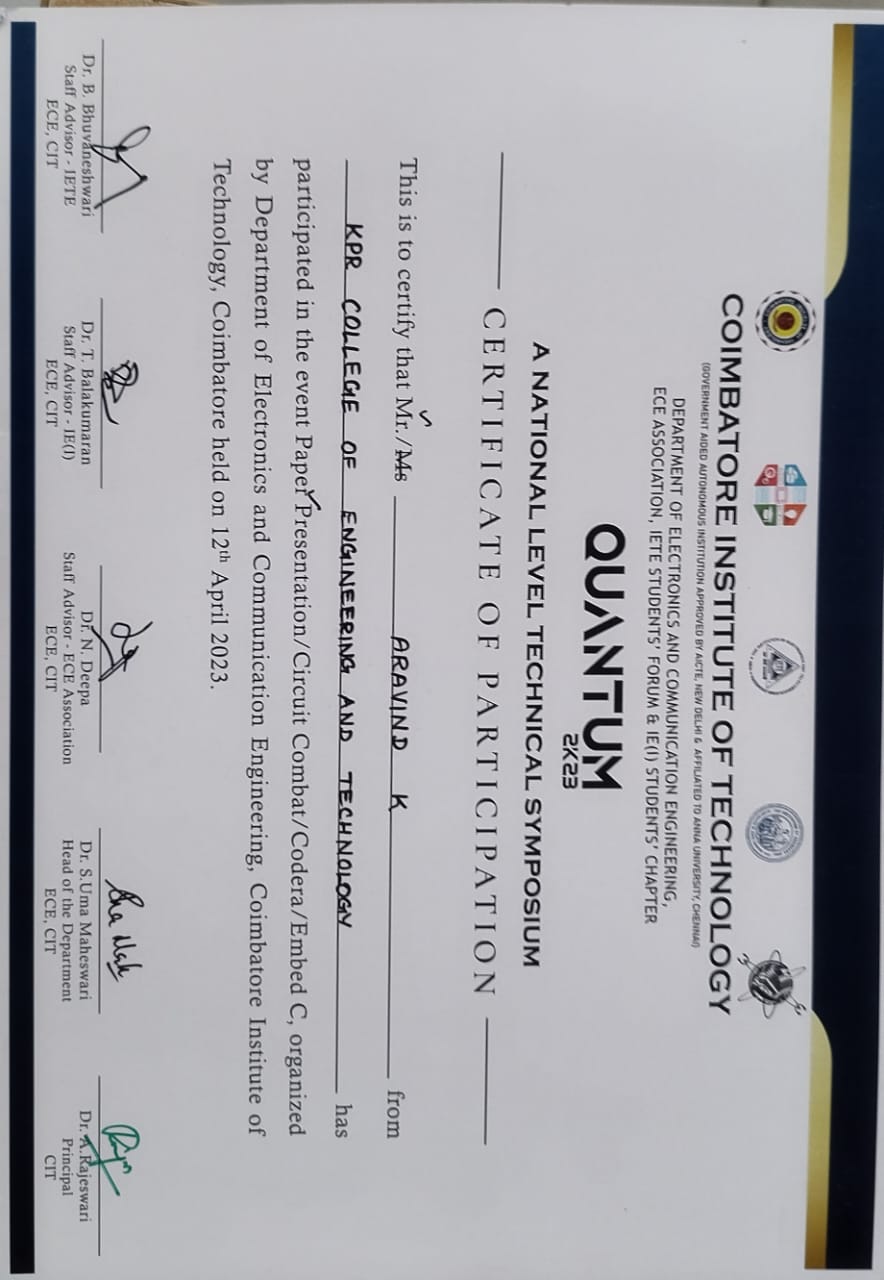 COIMBATORE INSTITUTE OF TECHNOLOGY
(GOVERNMENT AIDED AUTONOMOUS INSTITUTION APPROVED BY AICTE, NEW DELHI & AFFILIATED TO ANNA UNIVERSITY, CHENNAI)
DEPARTMENT OF ELECTRONICS AND COMMUNICATION ENGINEERING,
ECE ASSOCIATION, IETE STUDENTS' FORUM & IE(I) STUDENTS' CHAPTER
QUANTUM
2K23
A NATIONAL LEVEL TECHNICAL SYMPOSIUM
CERTIFICATE OF PARTICIPATION
This is to certify that Mr./Ms ARAVIND K from
KPR COLLEGE OF ENGINEERING AND TECHNOLOGY has
participated in the event Paper Presentation/Circuit Combat/Codera/Embed C, organized
by Department of Electronics and Communication Engineering, Coimbatore Institute of
Technology, Coimbatore held on 12th April 2023.
Dr. B. Bhuvaneshwari
Staff Advisor - IETE
ECE, CIT
Dr. T. Balakumaran
Staff Advisor - IE(I)
ECE, CIT
Dr. N. Deepa
Staff Advisor - ECE Association
ECE, CIT
Dr. S.Uma Maheswari
Head of the Department
ECE, CIT
Dr. A.Rajeswari
Principal
CIT